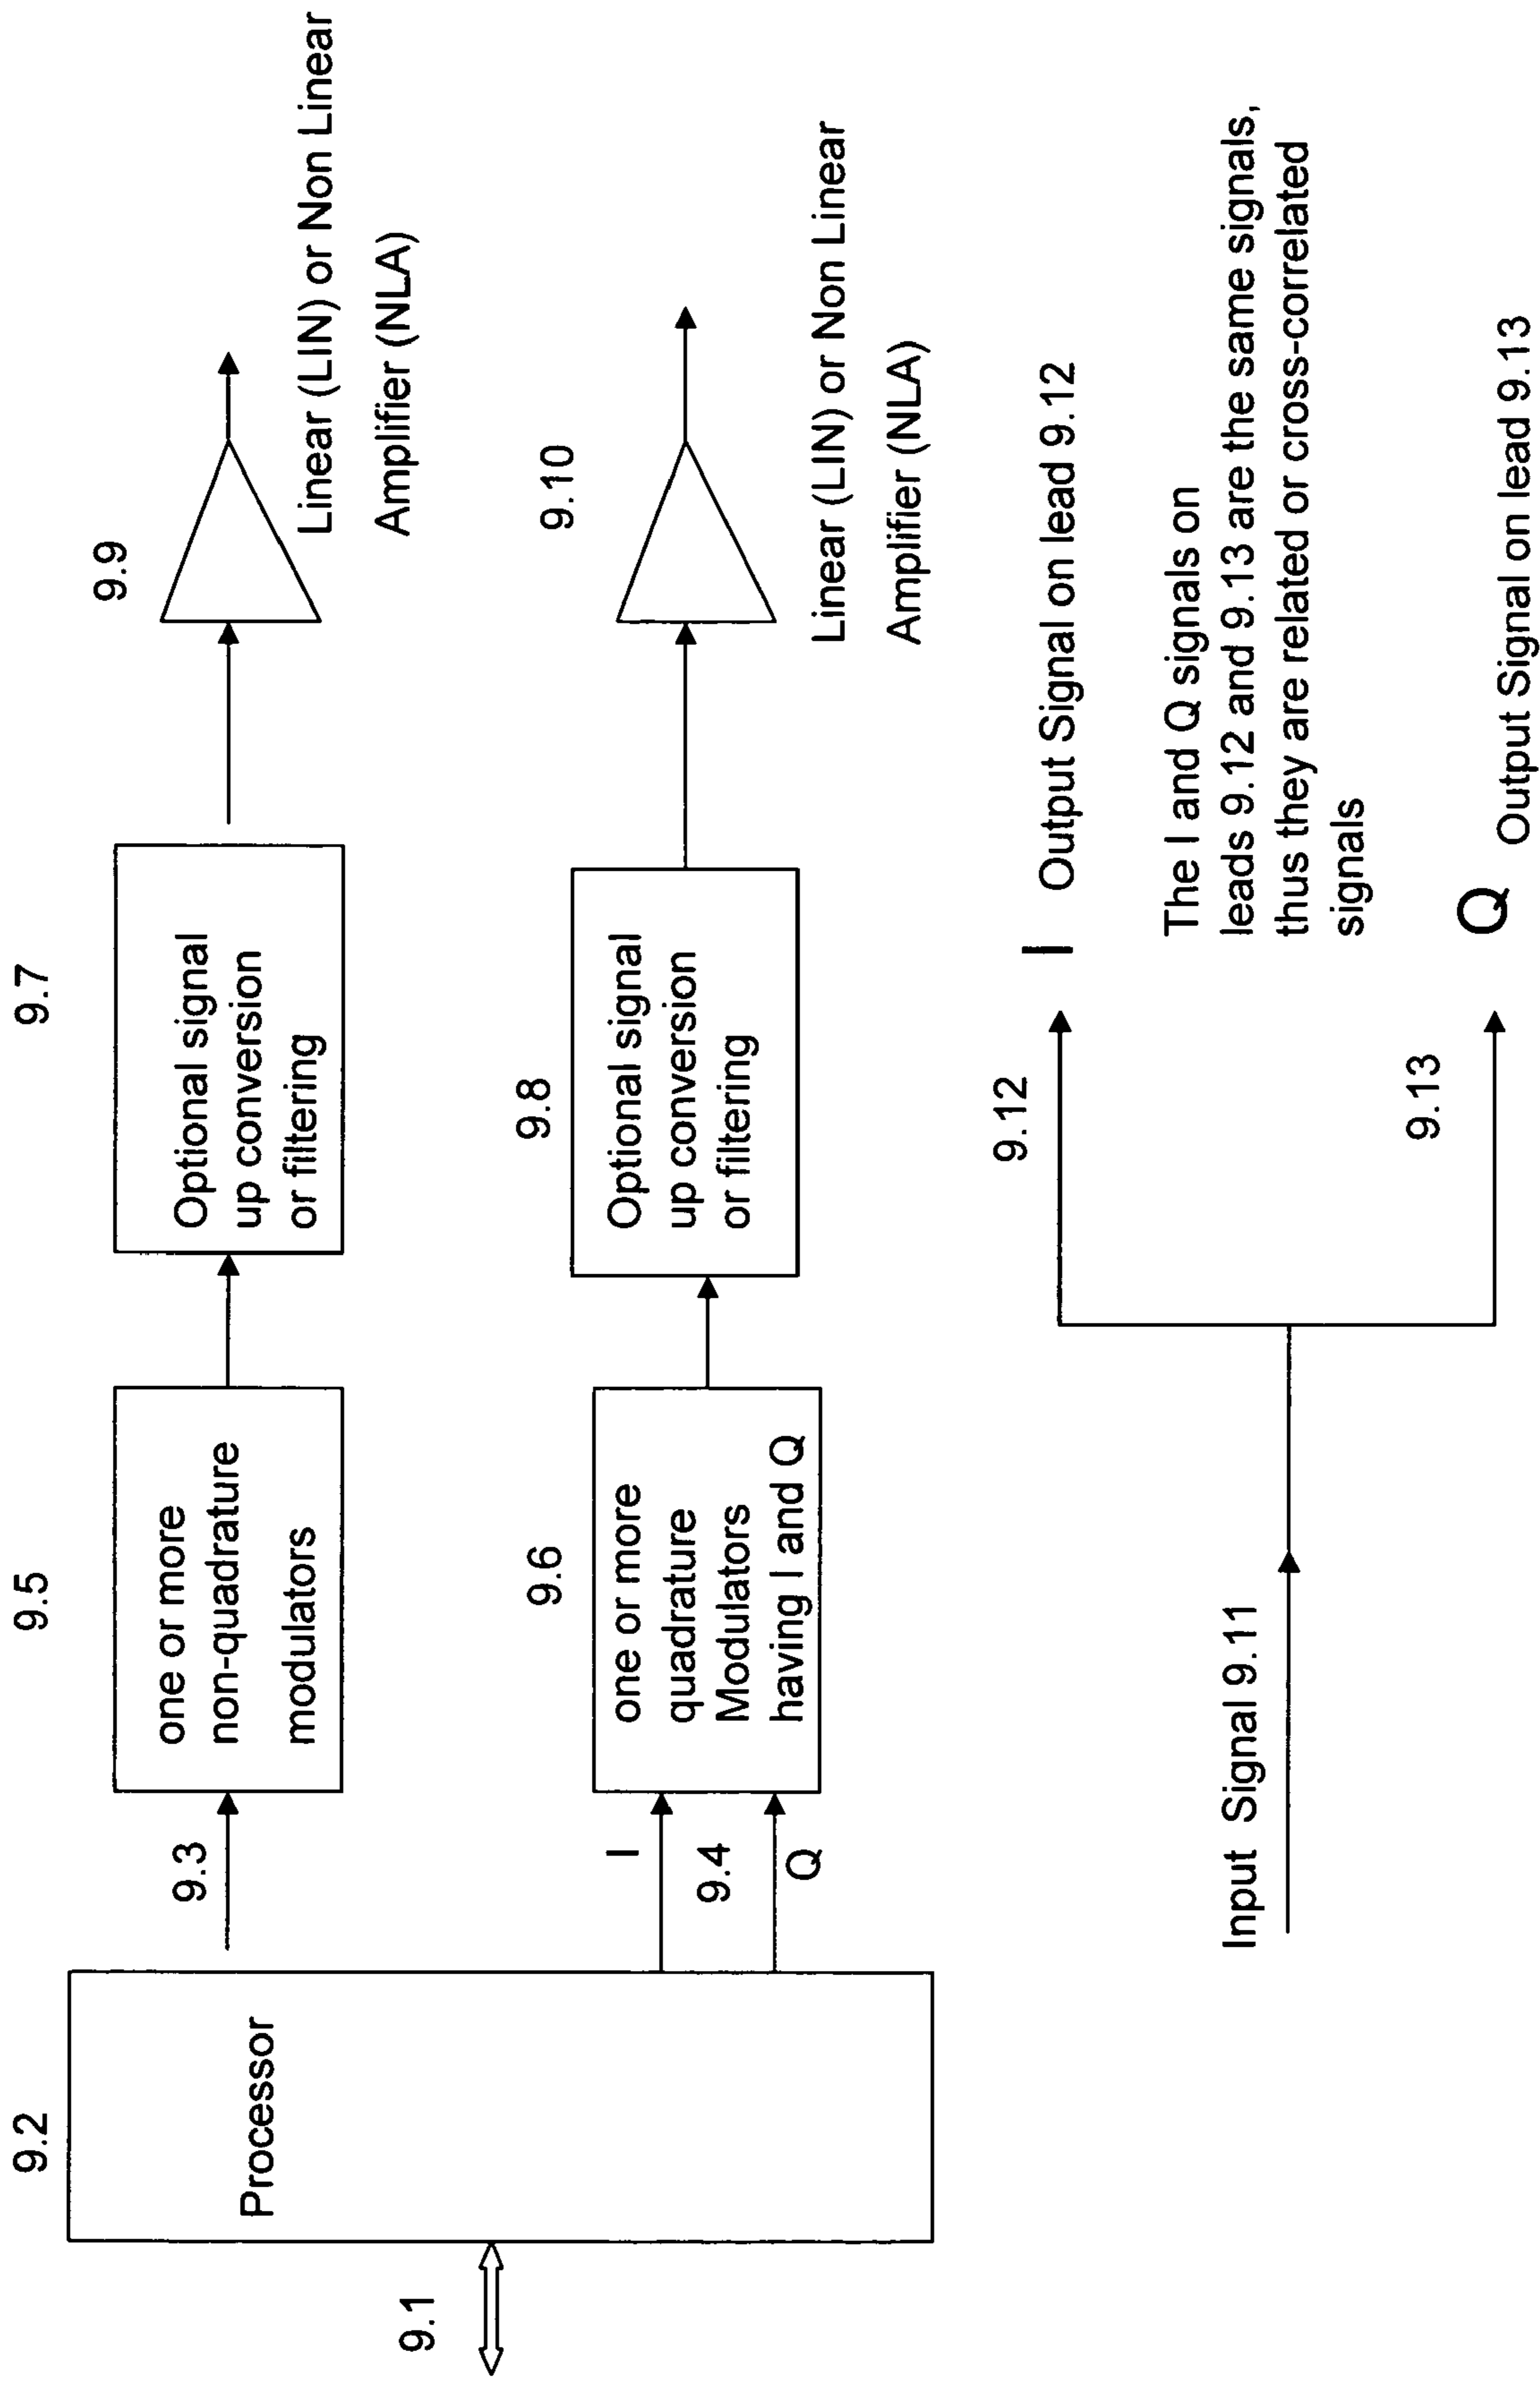 9.2
Processor
9.1
9.3
9.5
one or more
non-quadrature
modulators
9.7
Optional signal
up conversion
or filtering
9.9
Linear (LIN) or Non Linear
Amplifier (NLA)
I
9.4
Q
9.6
one or more
quadrature
Modulators
having I and Q
9.8
Optional signal
up conversion
or filtering
9.10
Linear (LIN) or Non Linear
Amplifier (NLA)
Input Signal 9.11
9.12
I Output Signal on lead 9.12
The I and Q signals on
leads 9.12 and 9.13 are the same signals,
thus they are related or cross-correlated
signals
9.13
Q Output Signal on lead 9.13